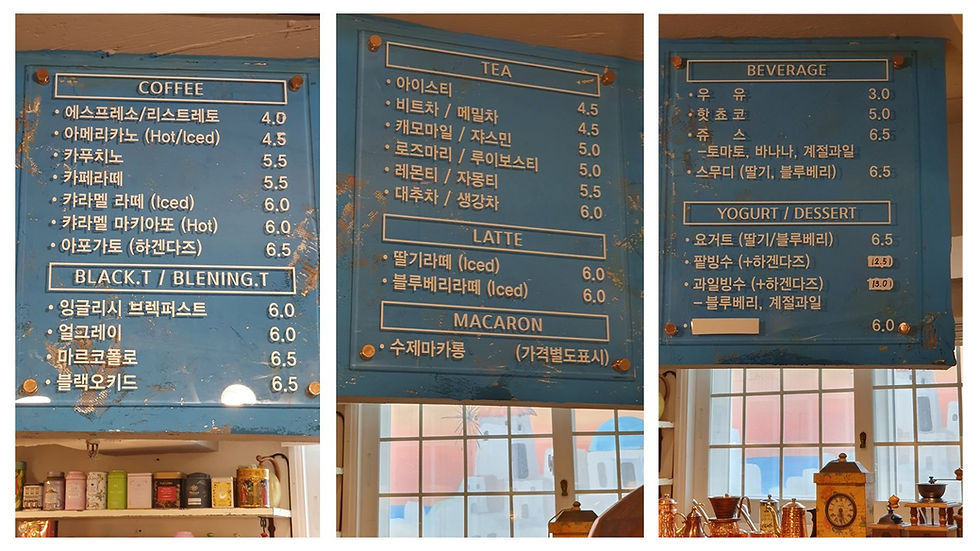 COFFEE
• 에스프레소/리스트레토 4.0
• 아메리카노 (Hot/Iced) 4.5
• 카푸치노 5.5
• 카페라떼 5.5
• 캬라멜 라떼 (Iced) 6.0
• 캬라멜 마키아또 (Hot) 6.0
• 아포가토 (하겐다즈) 6.5
BLACK.T / BLENING.T
• 잉글리시 브렉퍼스트 6.0
• 얼그레이 6.0
• 마르코폴로 6.5
• 블랙오키드 6.5
TEA
• 아이스티 4.5
• 비트차 / 메밀차 4.5
• 캐모마일 / 쟈스민 5.0
• 로즈마리 / 루이보스티 5.0
• 레몬티 / 자몽티 5.5
• 대추차 / 생강차 6.0
LATTE
• 딸기라떼 (Iced) 6.0
• 블루베리라떼 (Iced) 6.0
MACARON
• 수제마카롱 (가격별도표시)
BEVERAGE
• 우 유 3.0
• 핫쵸코 5.0
• 쥬 스 6.5
–토마토, 바나나, 계절과일
• 스무디 (딸기, 블루베리) 6.5
YOGURT / DESSERT
• 요거트 (딸기/블루베리) 6.5
• 팥빙수 (+하겐다즈) 12.5
• 과일빙수 (+하겐다즈) 13.0
– 블루베리, 계절과일
6.0